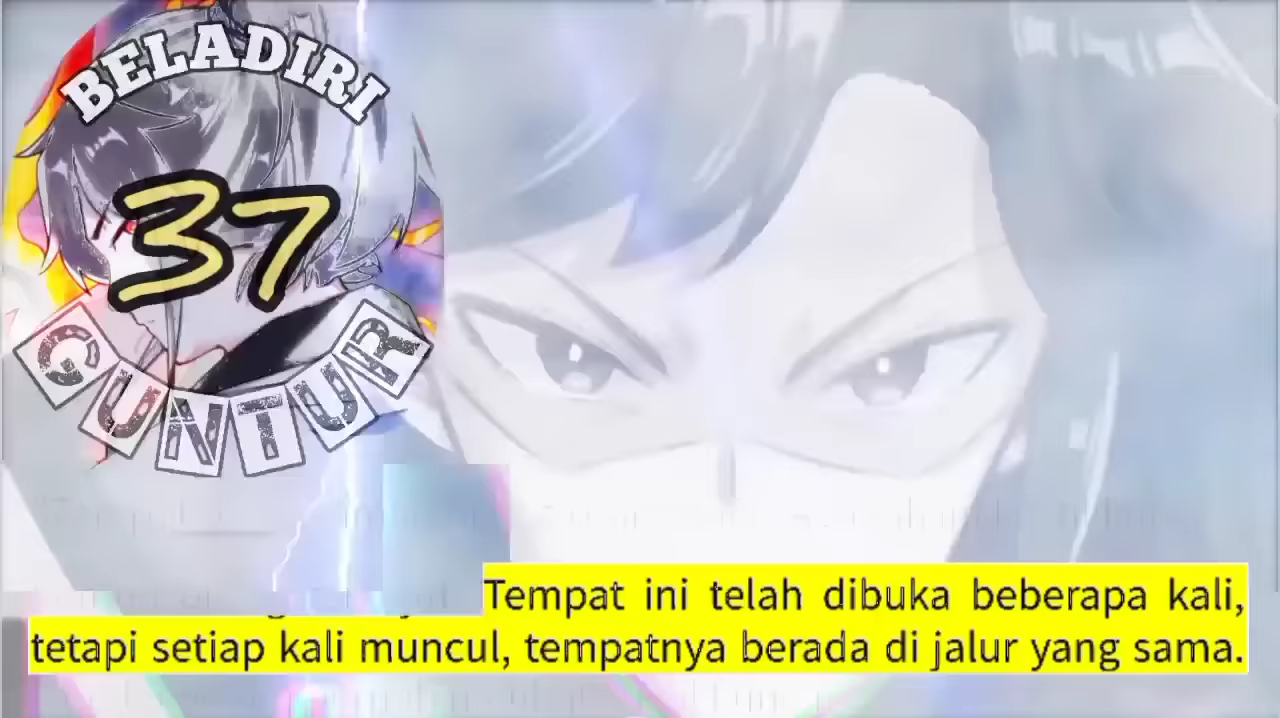 BELADIRI
37
GUNTUR
Tempat ini telah dibuka beberapa kali,
tetapi setiap kali muncul, tempatnya berada di jalur yang sama.